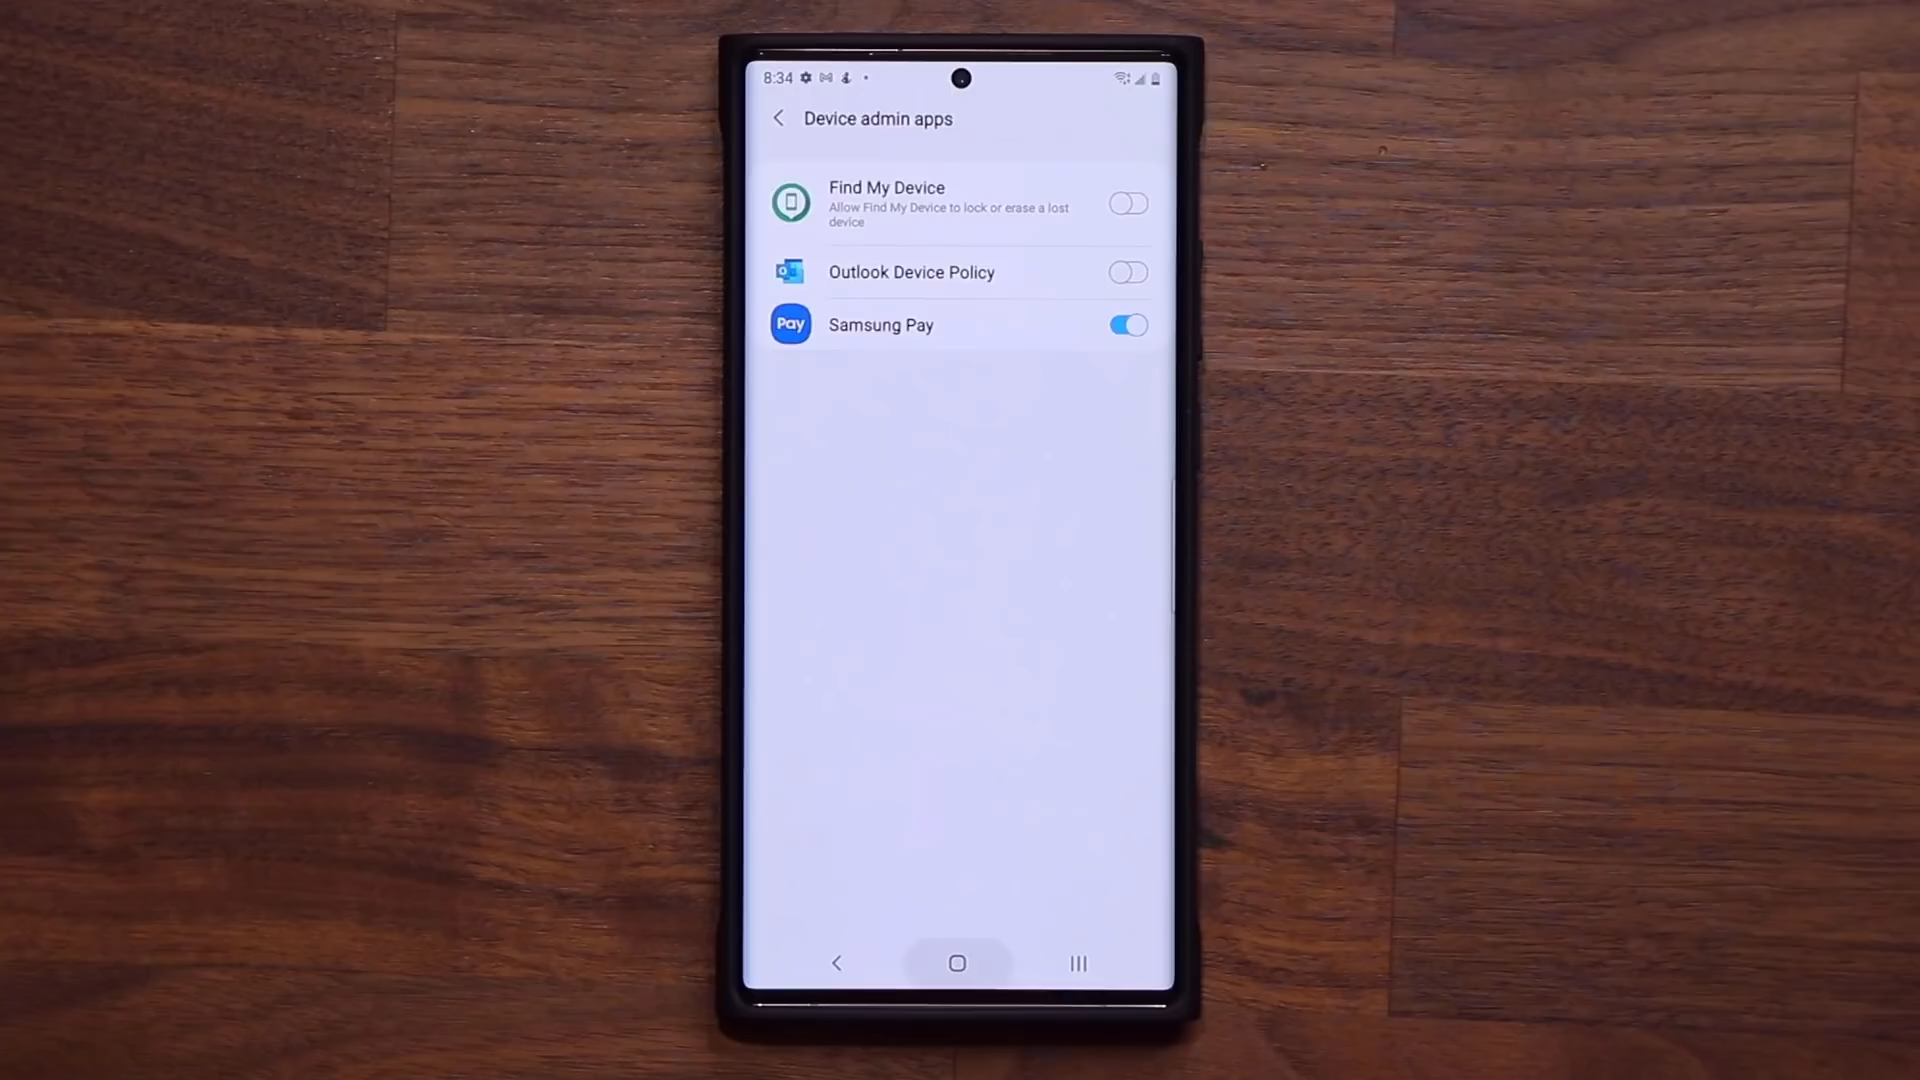 8:34
Device admin apps
Find My Device
Allow Find My Device to lock or erase a lost
device
Outlook Device Policy
Pay
Samsung Pay